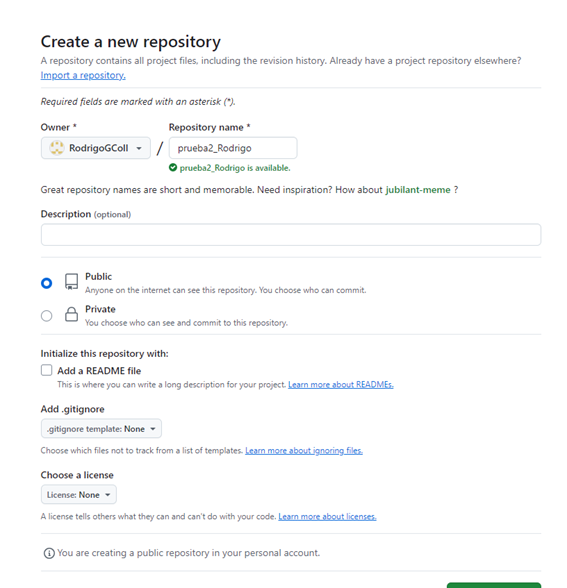 Create a new repository
A repository contains all project files, including the revision history. Already have a project repository elsewhere?
Import a repository.
Required fields are marked with an asterisk (*).
Owner * Repository name *
RodrigoGColl / prueba2_Rodrigo
prueba2_Rodrigo is available.
Great repository names are short and memorable. Need inspiration? How about jubilant-meme ?
Description (optional)
Public
Anyone on the internet can see this repository. You choose who can commit.
Private
You choose who can see and commit to this repository.
Initialize this repository with:
Add a README file
This is where you can write a long description for your project. Learn more about READMEs.
Add .gitignore
.gitignore template: None
Choose which files not to track from a list of templates. Learn more about ignoring files.
Choose a license
License: None
A license tells others what they can and can't do with your code. Learn more about licenses.
You are creating a public repository in your personal account.